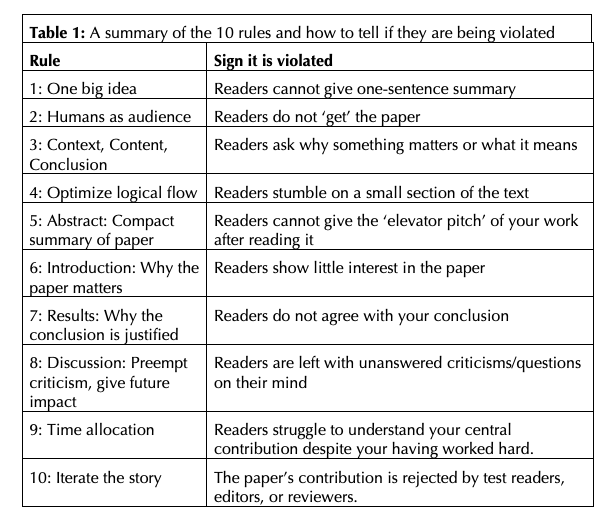 Table 1: A summary of the 10 rules and how to tell if they are being violated
Rule Sign it is violated
1: One big idea Readers cannot give one-sentence summary
2: Humans as audience Readers do not ‘get’ the paper
3: Context, Content, Readers ask why something matters or what it means
Conclusion
4: Optimize logical flow Readers stumble on a small section of the text
5: Abstract: Compact Readers cannot give the ‘elevator pitch’ of your work
summary of paper after reading it
6: Introduction: Why the Readers show little interest in the paper
paper matters
7: Results: Why the Readers do not agree with your conclusion
conclusion is justified
8: Discussion: Preempt Readers are left with unanswered criticisms/questions
criticism, give future on their mind
impact
9: Time allocation Readers struggle to understand your central
contribution despite your having worked hard.
10: Iterate the story The paper’s contribution is rejected by test readers,
editors, or reviewers.